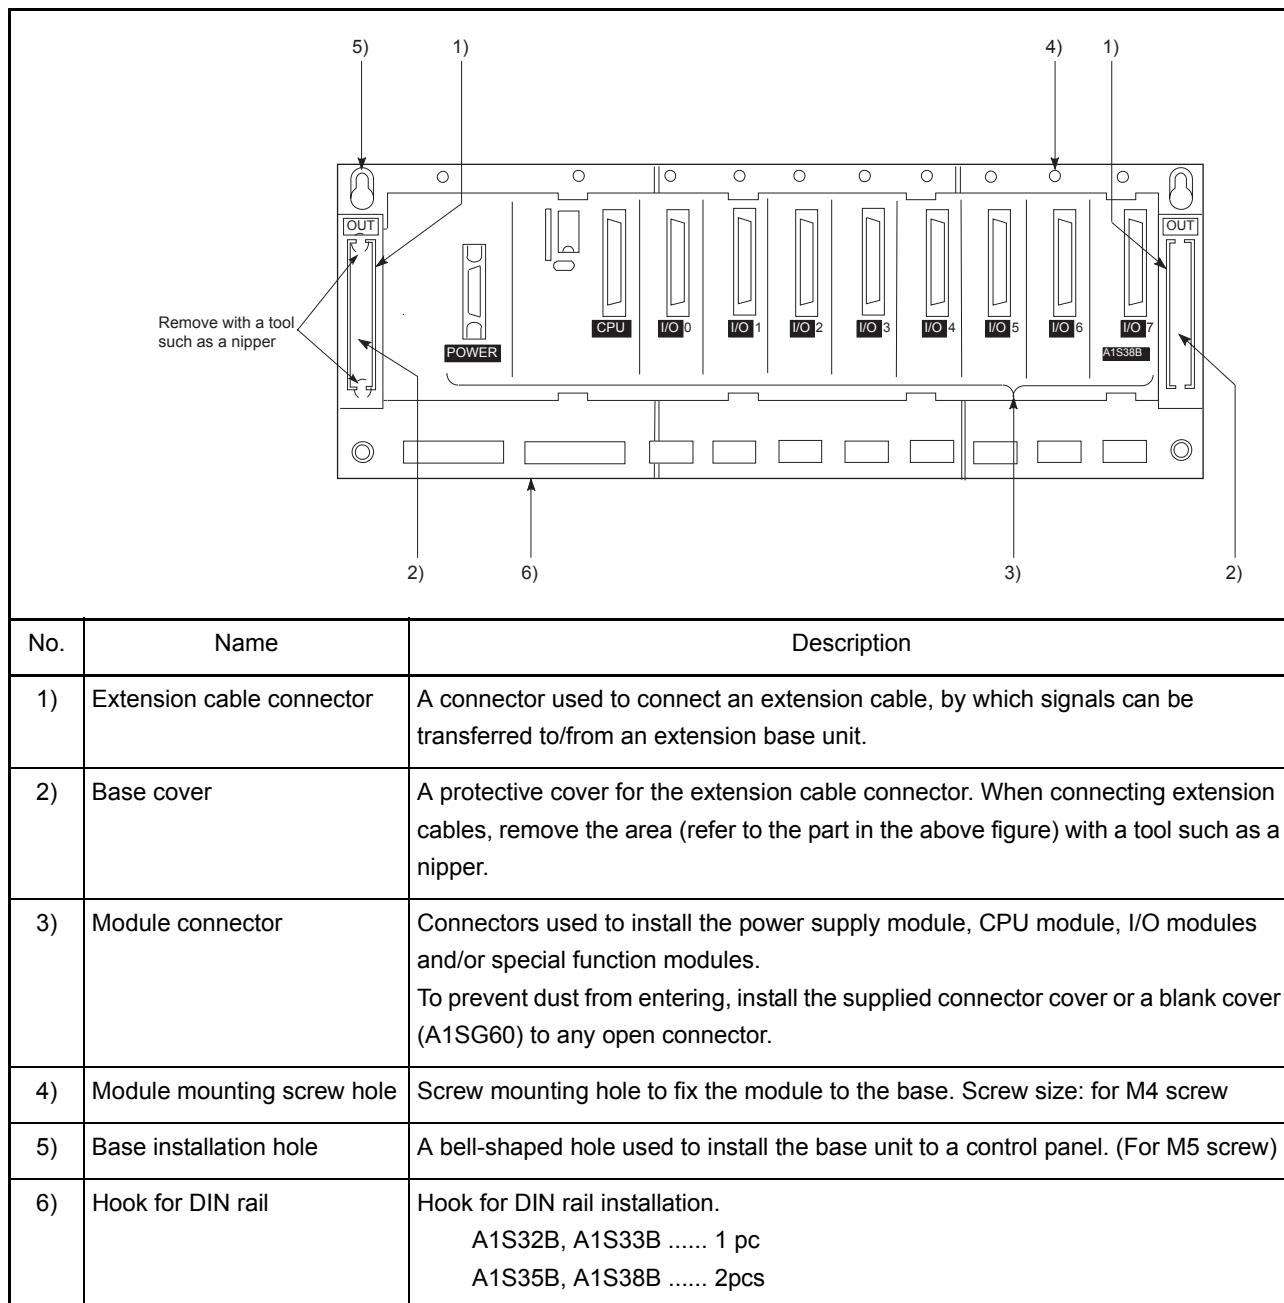 5) 1) 4) 1)
OUT OUT
Remove with a tool
such as a nipper
CPU I/O 0 I/O 1 I/O 2 I/O 3 I/O 4 I/O 5 I/O 6 I/O 7
POWER A1S38B
2) 6) 3) 2)
No. Name Description
1) Extension cable connector A connector used to connect an extension cable, by which signals can be
transferred to/from an extension base unit.
2) Base cover A protective cover for the extension cable connector. When connecting extension
cables, remove the area (refer to the part in the above figure) with a tool such as a
nipper.
3) Module connector Connectors used to install the power supply module, CPU module, I/O modules
and/or special function modules.
To prevent dust from entering, install the supplied connector cover or a blank cover
(A1SG60) to any open connector.
4) Module mounting screw hole Screw mounting hole to fix the module to the base. Screw size: for M4 screw
5) Base installation hole A bell-shaped hole used to install the base unit to a control panel. (For M5 screw)
6) Hook for DIN rail Hook for DIN rail installation.
A1S32B, A1S33B ...... 1 pc
A1S35B, A1S38B ...... 2pcs